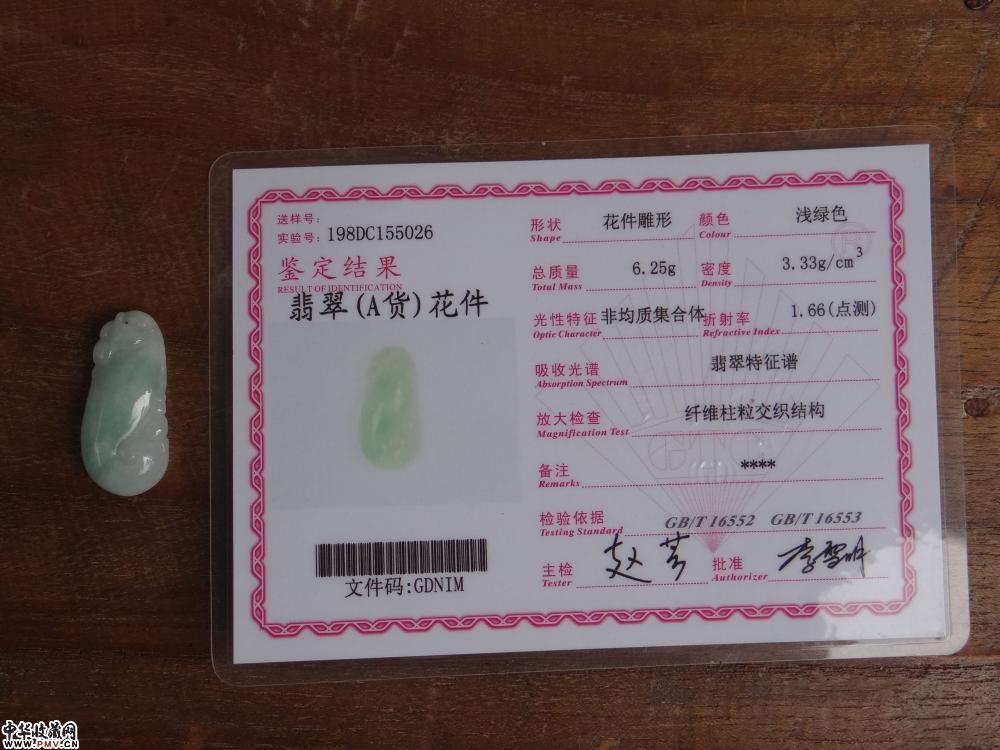 送样号:
实验号: 198DC155026
鉴定结果
RESULT OF IDENTIFICATION
翡翠(A货)花件
文件码:GDNIM
形状 花件雕形 颜色 浅绿色
Shape Colour
总质量 6.25g 密度 3.33g/cm³
Total Mass Density
光性特征 非均质集合体 折射率 1.66(点测)
Optic Character Refractive Index
吸收光谱 翡翠特征谱
Absorption Spectrum
放大检查 纤维柱粒交织结构
Magnification Test
备注 ****
Remarks
检验依据 GB/T 16552 GB/T 16553
Testing Standard
主检 批准
Tester Authorizer
中华收藏网
WWW.PMV.CN